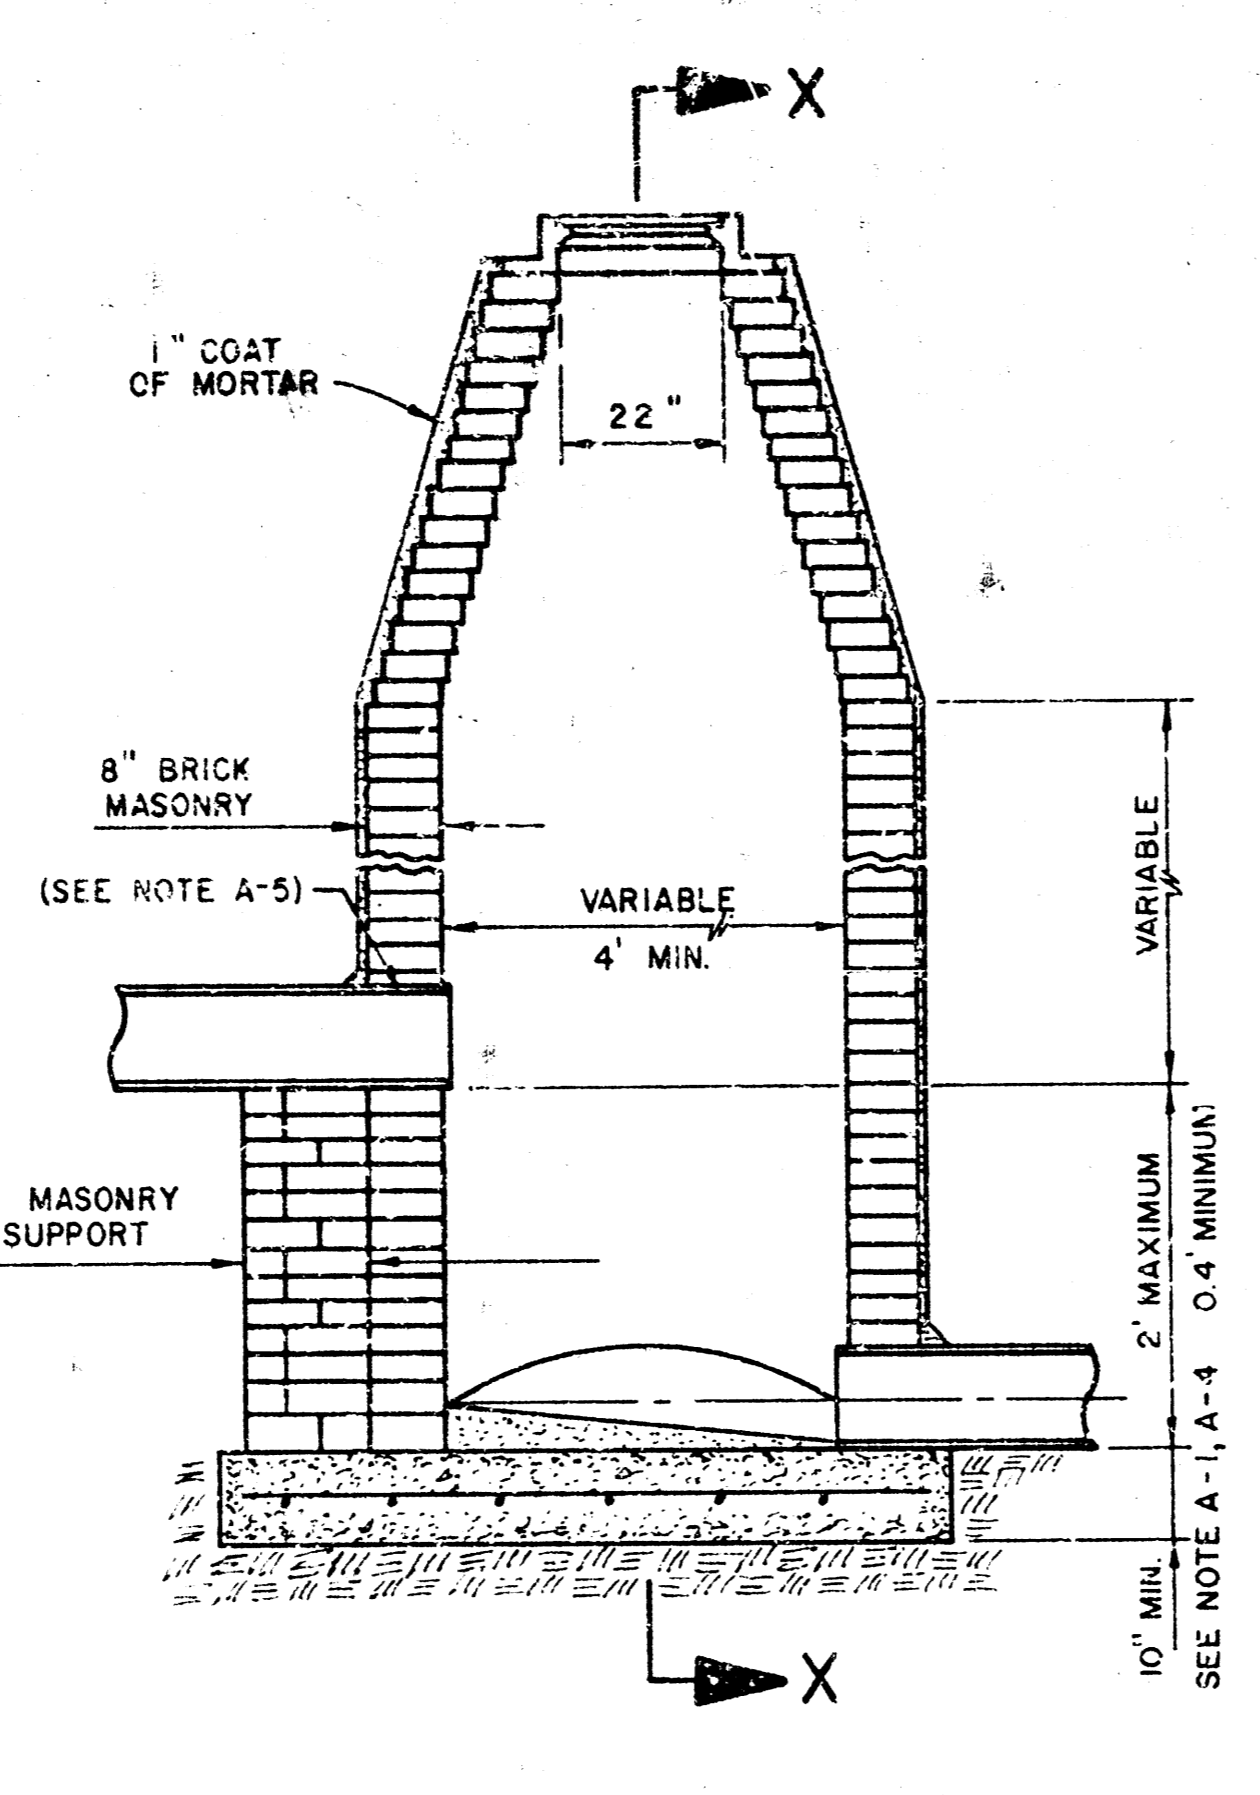 X
1" COAT
OF MORTAR
22"
8" BRICK
MASONRY
(SEE NOTE A-5)
VARIABLE
4' MIN.
VARIABLE
MASONRY
SUPPORT
2' MAXIMUM
0.4' MINIMUM
10" MIN.
SEE NOTE A-1, A-4
X